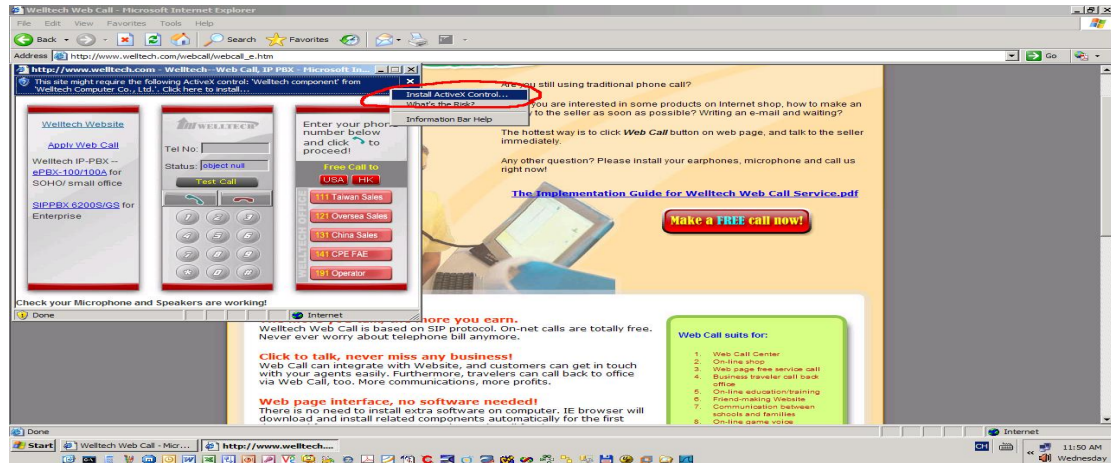 Welltech Web Call - Microsoft Internet Explorer
File Edit View Favorites Tools Help
Back Search Favorites
Address http://www.welltech.com/webcall/webcall_e.htm Go
http://www.welltech.com - Welltech--Web Call, IP PBX - Microsoft In...
This site might require the following ActiveX control: 'Welltech component' from
'Welltech Computer Co., Ltd.'. Click here to install...
Install ActiveX Control...
What's the Risk?
Information Bar Help
Welltech Website
Apply Web Call
Welltech IP-PBX --
ePBX-100/100A for
SOHO/ small office
SIPPBX 6200S/GS for
Enterprise
WELLTECH
Tel No:
Status: object null
Test Call
1 2 3
4 5 6
7 8 9
* 0 #
Enter your phone
number below
and click to
proceed!
Free Call to
USA HK
WELLTECH OFFICE
111 Taiwan Sales
121 Oversea Sales
131 China Sales
141 CPE FAE
191 Operator
Check your Microphone and Speakers are working!
Done Internet
you still using traditional phone call?
you are interested in some products on Internet shop, how to make an
to the seller as soon as possible? Writing an e-mail and waiting?
The hottest way is to click Web Call button on web page, and talk to the seller
immediately.
Any other question? Please install your earphones, microphone and call us
right now!
The Implementation Guide for Welltech Web Call Service.pdf
Make a FREE call now!
more you earn.
Welltech Web Call is based on SIP protocol. On-net calls are totally free.
Never ever worry about telephone bill anymore.
Click to talk, never miss any business!
Web Call can integrate with Website, and customers can get in touch
with your agents easily. Furthermore, travelers can call back to office
via Web Call, too. More communications, more profits.
Web page interface, no software needed!
There is no need to install extra software on computer. IE browser will
download and install related components automatically for the first
Web Call suits for:
1. Web Call Center
2. On-line shop
3. Web page free service call
4. Business traveler call back
office
5. On-line education/training
6. Friend-making Website
7. Communication between
schools and families
8. On-line game voice
Done Internet
Start Welltech Web Call - Micr... http://www.welltech.... CH 11:50 AM
Wednesday